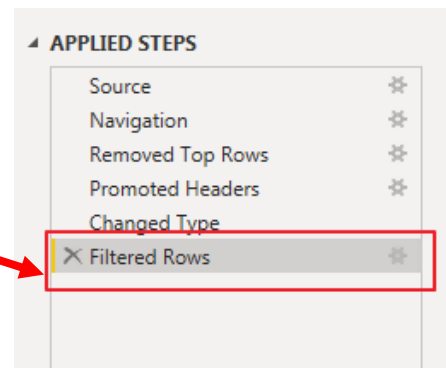 APPLIED STEPS
Source
Navigation
Removed Top Rows
Promoted Headers
Changed Type
Filtered Rows